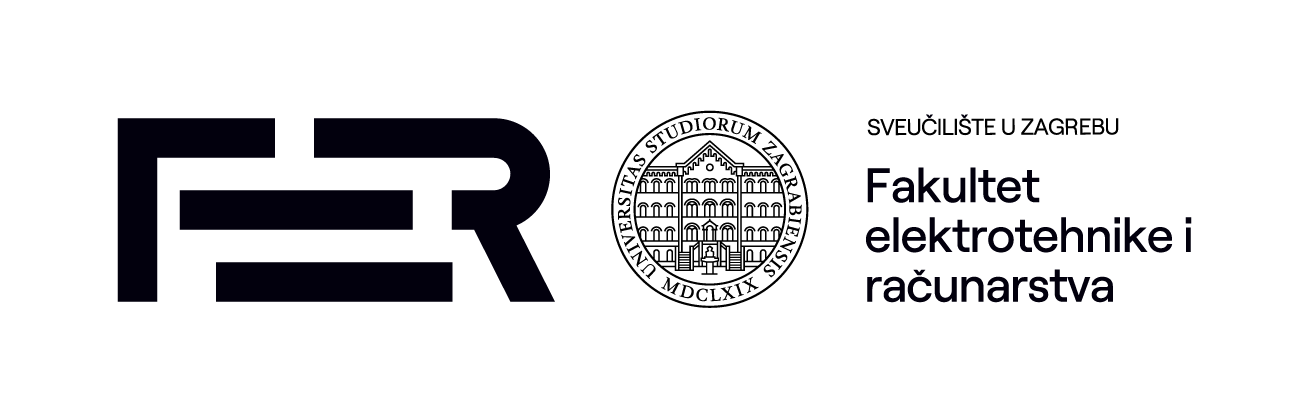 FER
UNIVERSITAS STUDIORUM ZAGRABIENSIS
MDCLXIX
SVEUČILIŠTE U ZAGREBU
Fakultet
elektrotehnike i
računarstva